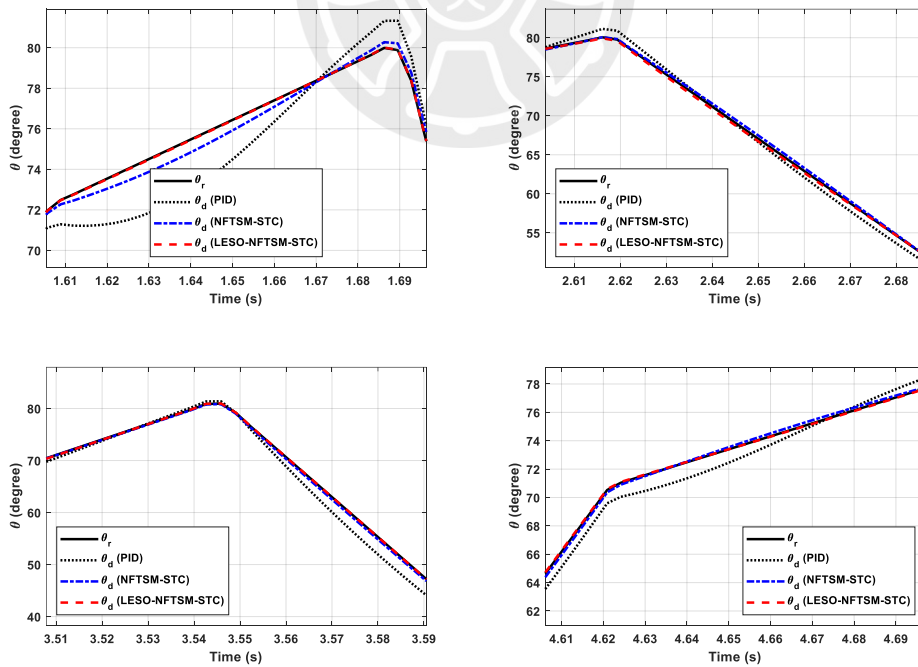 80
78
76
74
72
70
θ (degree)
θr
θd (PID)
θd (NFTSM-STC)
θd (LESO-NFTSM-STC)
1.61 1.62 1.63 1.64 1.65 1.66 1.67 1.68 1.69
Time (s)
80
75
70
65
60
55
θ (degree)
θr
θd (PID)
θd (NFTSM-STC)
θd (LESO-NFTSM-STC)
2.61 2.62 2.63 2.64 2.65 2.66 2.67 2.68
Time (s)
80
70
60
50
40
θ (degree)
θr
θd (PID)
θd (NFTSM-STC)
θd (LESO-NFTSM-STC)
3.51 3.52 3.53 3.54 3.55 3.56 3.57 3.58 3.59
Time (s)
78
76
74
72
70
68
66
64
62
θ (degree)
θr
θd (PID)
θd (NFTSM-STC)
θd (LESO-NFTSM-STC)
4.61 4.62 4.63 4.64 4.65 4.66 4.67 4.68 4.69
Time (s)